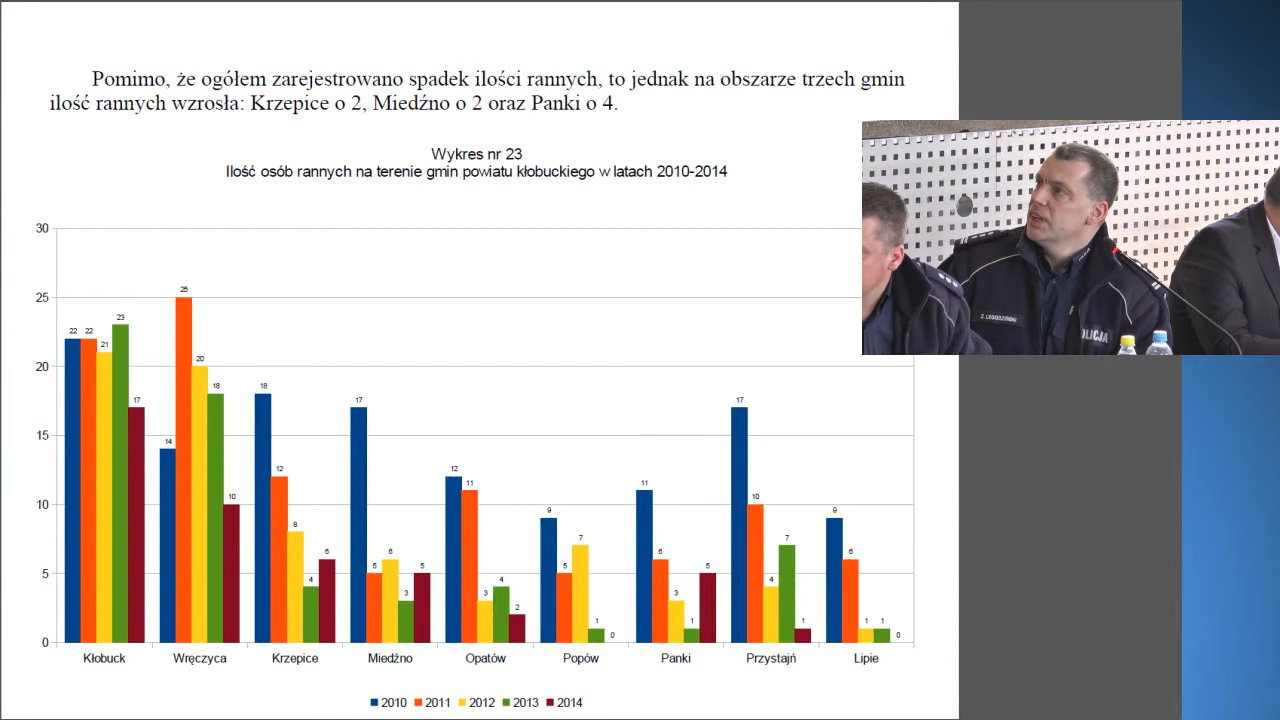 Pomimo, że ogółem zarejestrowano spadek ilości rannych, to jednak na obszarze trzech gmin
ilość rannych wzrosła: Krzepice o 2, Miedźno o 2 oraz Panki o 4.
Wykres nr 23
Ilość osób rannych na terenie gmin powiatu kłobuckiego w latach 2010-2014
30
25
20
15
10
5
0
22 22 21 23 17
14 25 20 18 10
18 12 8 4 6
17 5 6 3 5
12 11 3 4 2
9 5 7 1 0
11 6 3 1 5
17 10 4 7 1
9 6 1 1 0
Kłobuck Wręczyca Krzepice Miedźno Opatów Popów Panki Przystajń Lipie
2010 2011 2012 2013 2014
Z. LEGODZIŃSKI
OLICJA